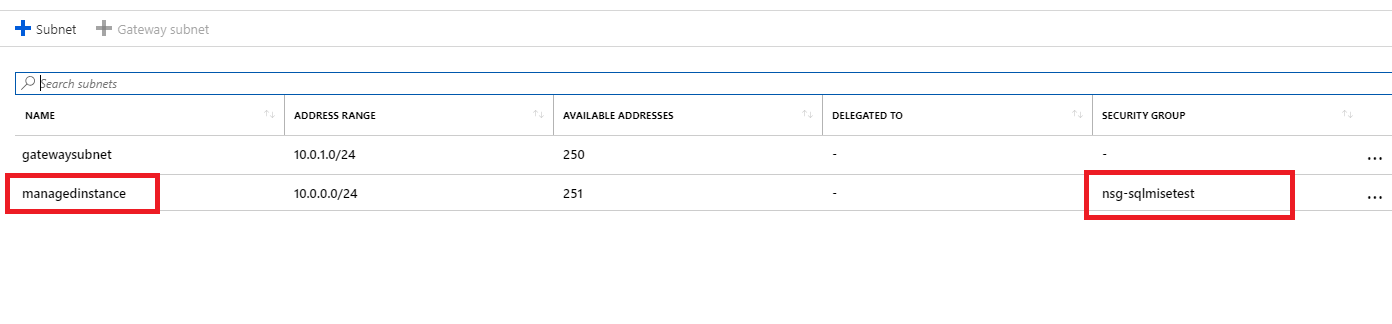 Subnet Gateway subnet
Search subnets
NAME ADDRESS RANGE AVAILABLE ADDRESSES DELEGATED TO SECURITY GROUP
gatewaysubnet 10.0.1.0/24 250 - - ...
managedinstance 10.0.0.0/24 251 - nsg-sqlmisetest ...